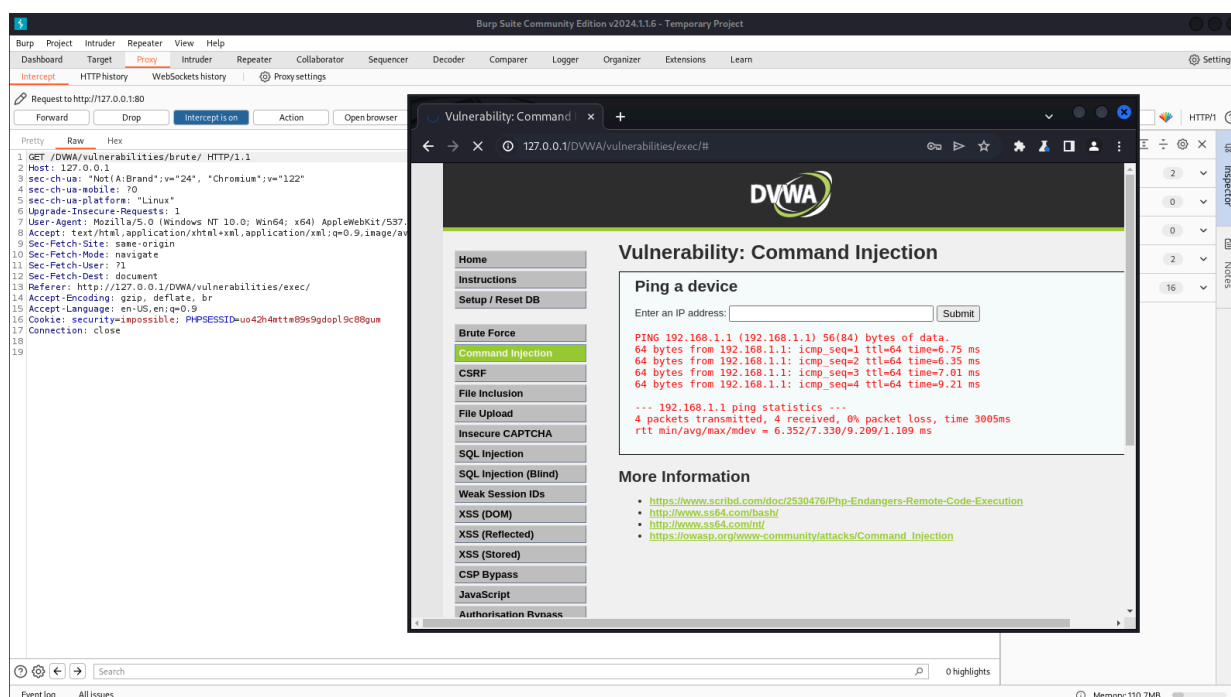 Burp Suite Community Edition v2024.1.1.6 - Temporary Project
Burp Project Intruder Repeater View Help
Dashboard Target Proxy Intruder Repeater Collaborator Sequencer Decoder Comparer Logger Organizer Extensions Learn
Intercept HTTP history WebSockets history Proxy settings
Request to http://127.0.0.1:80
Forward Drop Intercept is on Action Open browser HTTP/1
Pretty Raw Hex
1 GET /DVWA/vulnerabilities/brute/ HTTP/1.1
2 Host: 127.0.0.1
3 sec-ch-ua: "Not(A:Brand";v="24", "Chromium";v="122"
4 sec-ch-ua-mobile: ?0
5 sec-ch-ua-platform: "Linux"
6 Upgrade-Insecure-Requests: 1
7 User-Agent: Mozilla/5.0 (Windows NT 10.0; Win64; x64) AppleWebKit/537.
8 Accept: text/html,application/xhtml+xml,application/xml;q=0.9,image/av
9 Sec-Fetch-Site: same-origin
10 Sec-Fetch-Mode: navigate
11 Sec-Fetch-User: ?1
12 Sec-Fetch-Dest: document
13 Referer: http://127.0.0.1/DVWA/vulnerabilities/exec/
14 Accept-Encoding: gzip, deflate, br
15 Accept-Language: en-US,en;q=0.9
16 Cookie: security=impossible; PHPSESSID=uo42h4mttm89s9gdopl9c88gum
17 Connection: close
18
19
Vulnerability: Command
127.0.0.1/DVWA/vulnerabilities/exec/#
DVWA
Home
Instructions
Setup / Reset DB
Brute Force
Command Injection
CSRF
File Inclusion
File Upload
Insecure CAPTCHA
SQL Injection
SQL Injection (Blind)
Weak Session IDs
XSS (DOM)
XSS (Reflected)
XSS (Stored)
CSP Bypass
JavaScript
Authorisation Bypass
Vulnerability: Command Injection
Ping a device
Enter an IP address: Submit
PING 192.168.1.1 (192.168.1.1) 56(84) bytes of data.
64 bytes from 192.168.1.1: icmp_seq=1 ttl=64 time=6.75 ms
64 bytes from 192.168.1.1: icmp_seq=2 ttl=64 time=6.35 ms
64 bytes from 192.168.1.1: icmp_seq=3 ttl=64 time=7.01 ms
64 bytes from 192.168.1.1: icmp_seq=4 ttl=64 time=9.21 ms
--- 192.168.1.1 ping statistics ---
4 packets transmitted, 4 received, 0% packet loss, time 3005ms
rtt min/avg/max/mdev = 6.352/7.330/9.209/1.109 ms
More Information
https://www.scribd.com/doc/2530476/Php-Endangers-Remote-Code-Execution
http://www.ss64.com/bash/
http://www.ss64.com/nt/
https://owasp.org/www-community/attacks/Command_Injection
2
0
0
2
16
Inspector
Notes
Search 0 highlights
Event log All issues Memory: 110.7MB